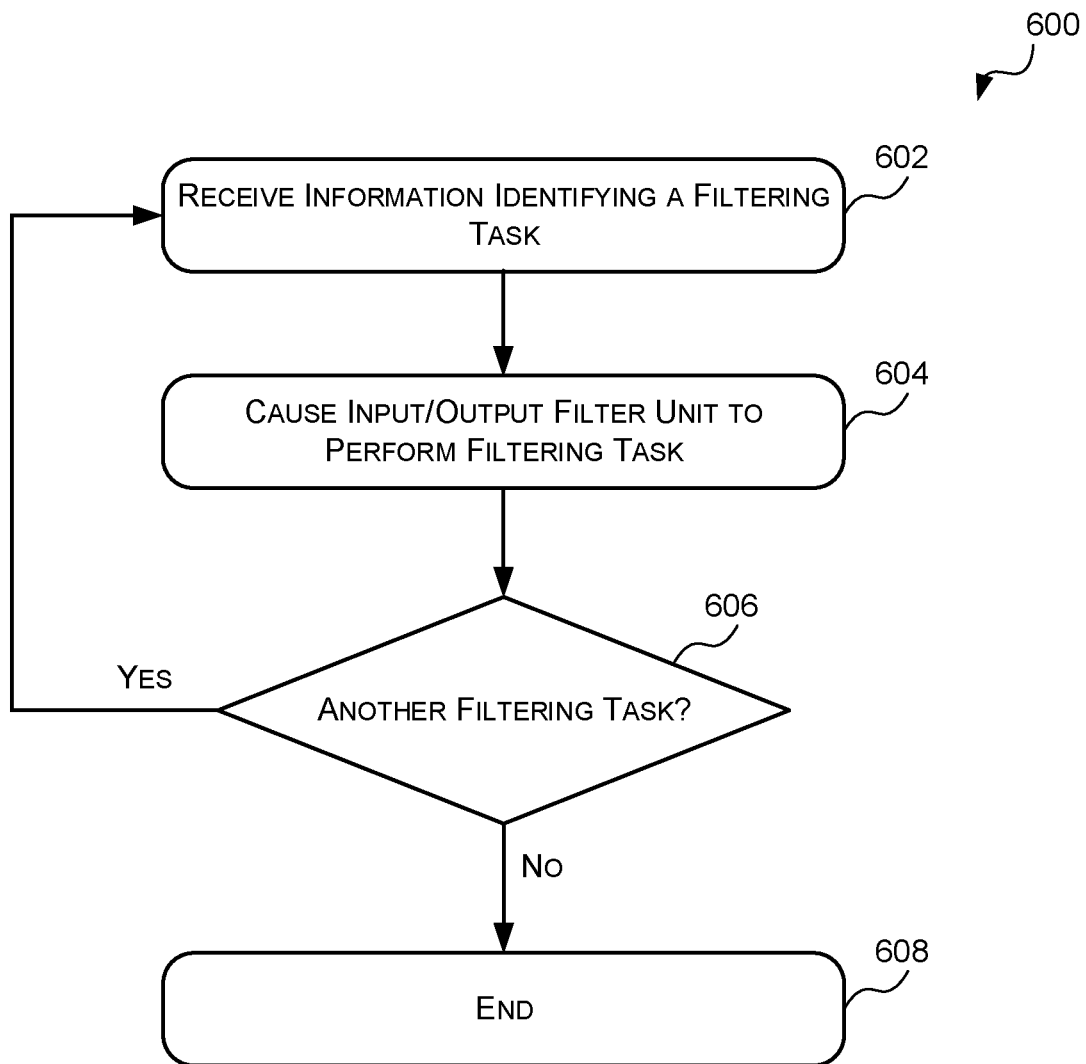 600
602
RECEIVE INFORMATION IDENTIFYING A FILTERING
TASK
604
CAUSE INPUT/OUTPUT FILTER UNIT TO
PERFORM FILTERING TASK
606
YES
ANOTHER FILTERING TASK?
NO
608
END